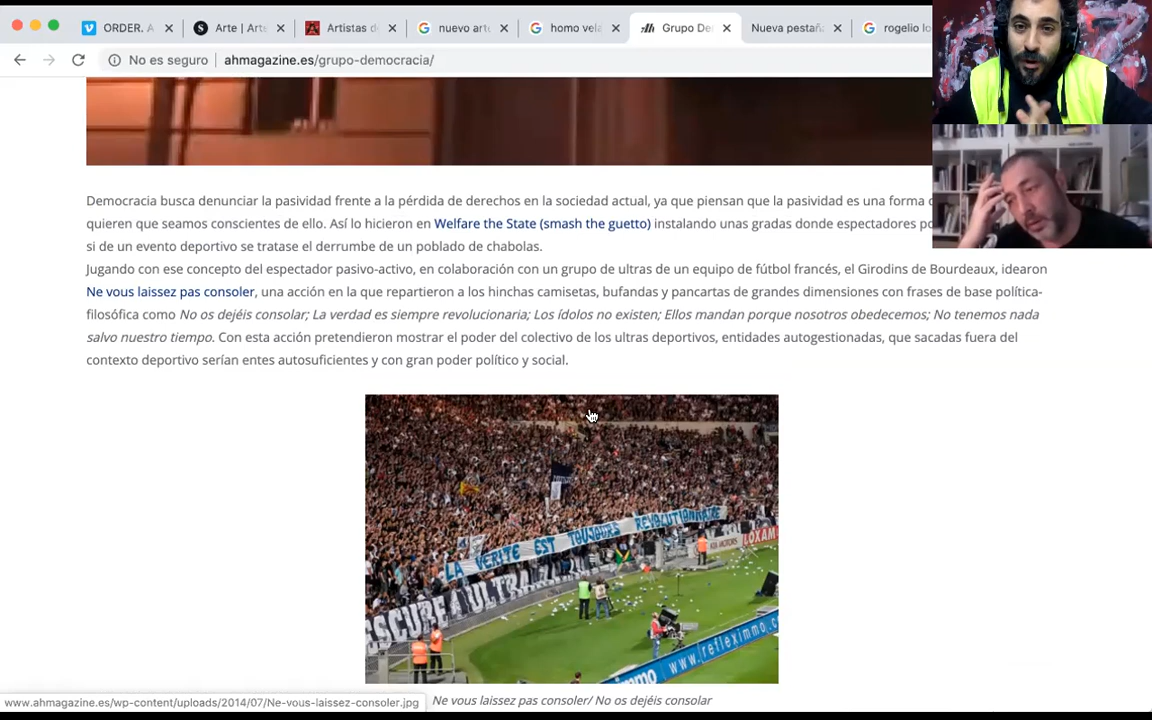 ORDER. A
Arte | Arts
Artistas d
nuevo arte
homo vela
Grupo De
Nueva pestaña
rogelio lo
No es seguro
ahmagazine.es/grupo-democracia/
Democracia busca denunciar la pasividad frente a la pérdida de derechos en la sociedad actual, ya que piensan que la pasividad es una forma
quieren que seamos conscientes de ello. Así lo hicieron en Welfare the State (smash the guetto) instalando unas gradas donde espectadores
si de un evento deportivo se tratase el derrumbe de un poblado de chabolas.
Jugando con ese concepto del espectador pasivo-activo, en colaboración con un grupo de ultras de un equipo de fútbol francés, el Girodins de Bourdeaux, idearon
Ne vous laissez pas consoler, una acción en la que repartieron a los hinchas camisetas, bufandas y pancartas de grandes dimensiones con frases de base política-
filosófica como No os dejéis consolar; La verdad es siempre revolucionaria; Los ídolos no existen; Ellos mandan porque nosotros obedecemos; No tenemos nada
salvo nuestro tiempo. Con esta acción pretendieron mostrar el poder del colectivo de los ultras deportivos, entidades autogestionadas, que sacadas fuera del
contexto deportivo serían entes autosuficientes y con gran poder político y social.
LA VERITE EST TOUJOURS REVOLUTIONNAIRE
LOXAM
ESCURE A ULTRA
www.refleximmo.c
immo
www.ahmagazine.es/wp-content/uploads/2014/07/Ne-vous-laissez-consoler.jpg
Ne vous laissez pas consoler/ No os dejéis consolar